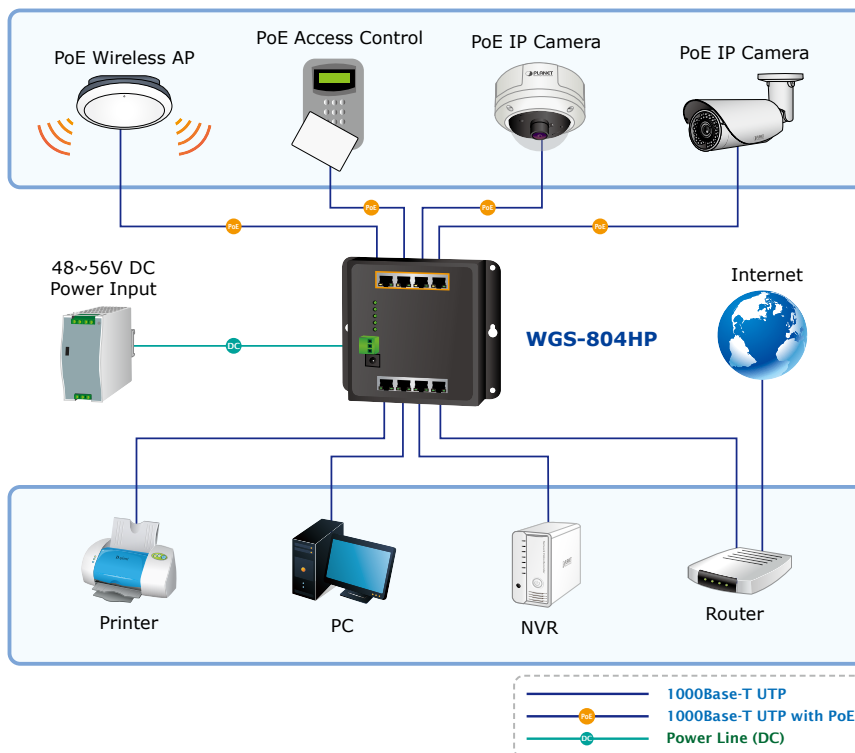 PoE Wireless AP
PoE Access Control
PoE IP Camera
PoE IP Camera
PLANET
PoE
PoE
PoE
PoE
48~56V DC
Power Input
DC
WGS-804HP
Internet
Printer
PC
NVR
Router
1000Base-T UTP
PoE
1000Base-T UTP with PoE
DC
Power Line (DC)